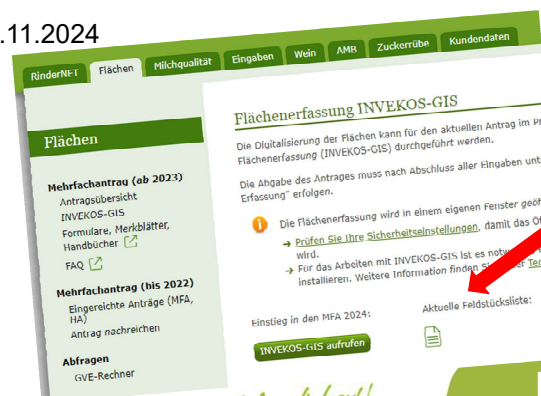 .11.2024
RinderNET Flächen Milchqualität Eingaben Wein AMB Zuckerrübe Kundendaten
Flächen
Mehrfachantrag (ab 2023)
Antragsübersicht
INVEKOS-GIS
Formulare, Merkblätter,
Handbücher
FAQ
Mehrfachantrag (bis 2022)
Eingereichte Anträge (MFA,
HA)
Antrag nachreichen
Abfragen
GVE-Rechner
Flächenerfassung INVEKOS-GIS
Die Digitalisierung der Flächen kann für den aktuellen Antrag im
Flächenerfassung (INVEKOS-GIS) durchgeführt werden.
Die Abgabe des Antrages muss nach Abschluss aller Eingaben
Erfassung" erfolgen.
Die Flächenerfassung wird in einem eigenen Fenster
→ Prüfen Sie Ihre Sicherheitseinstellungen, damit das
wird.
→ Für das Arbeiten mit INVEKOS-GIS ist es
installieren. Weitere Information finden
Einstieg in den MFA 2024:
INVEKOS-GIS aufrufen
Aktuelle Feldstücksliste: